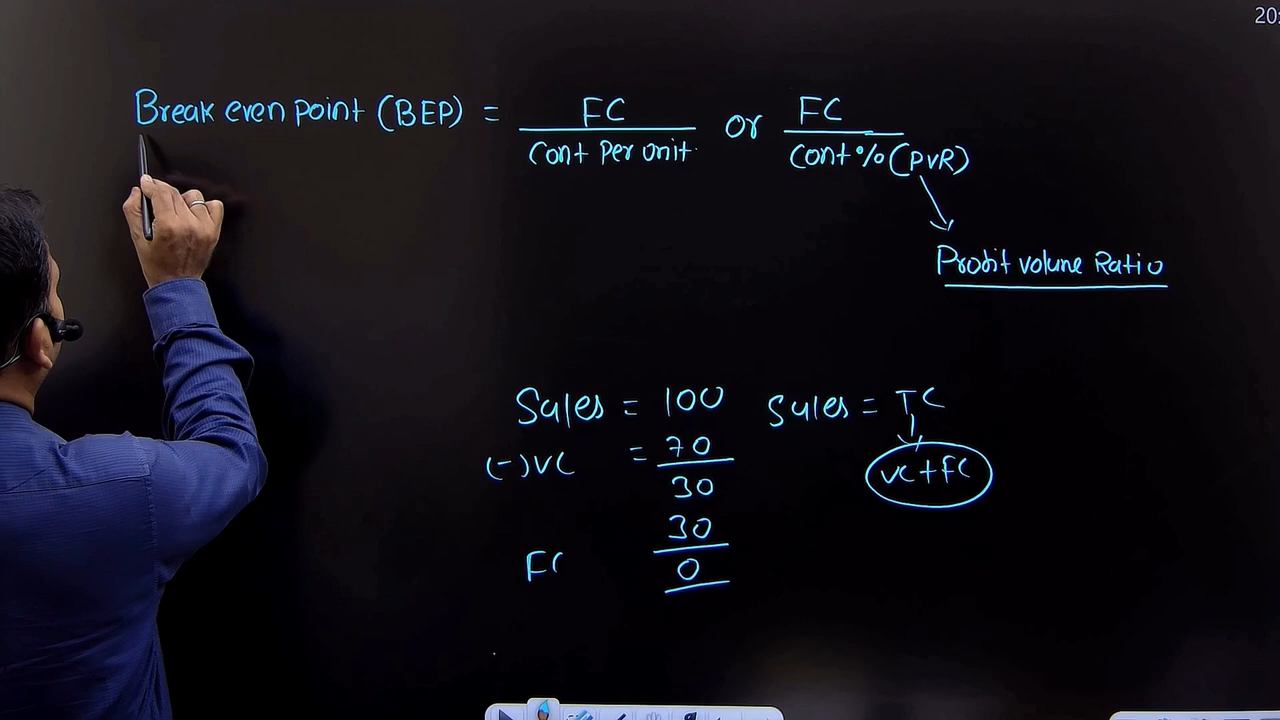 20:
Break even point (BEP) = FC / Cont Per unit or FC / Cont % (PVR)
Profit volume Ratio
Sales = 100 Sales = TC
(-) VC = 70 VC + FC
30
30
FC 0